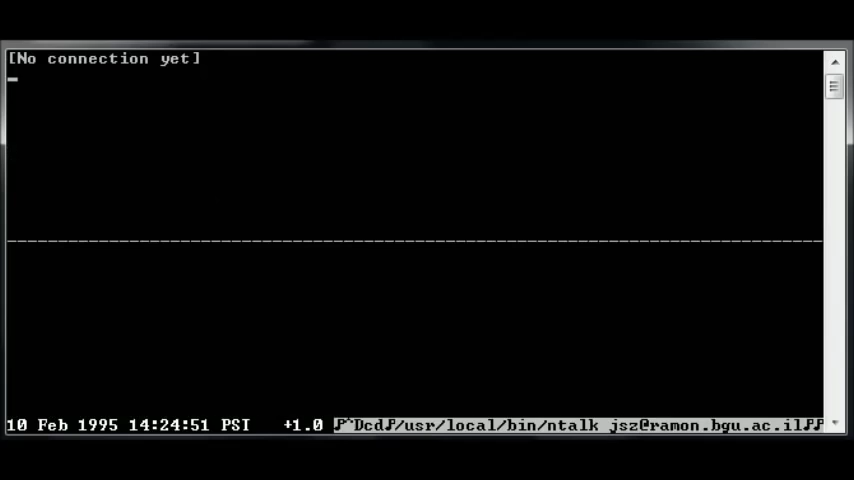 [No connection yet]
10 Feb 1995 14:24:51 PSI +1.0 ♪^Dcd♪/usr/local/bin/ntalk jsz@ramon.bgu.ac.il♪♪